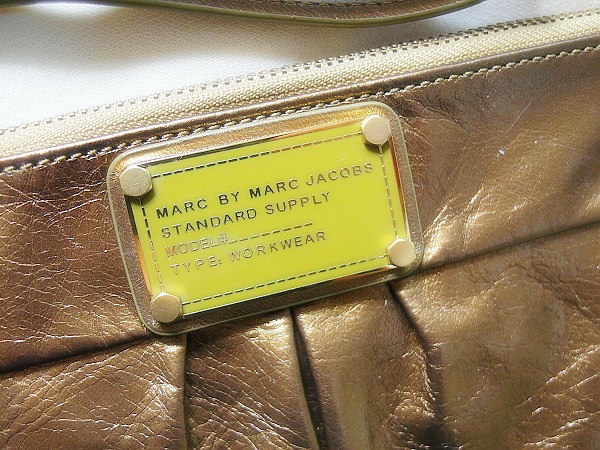 MARC BY MARC JACOBS
STANDARD SUPPLY
MODEL#:
TYPE: WORKWEAR